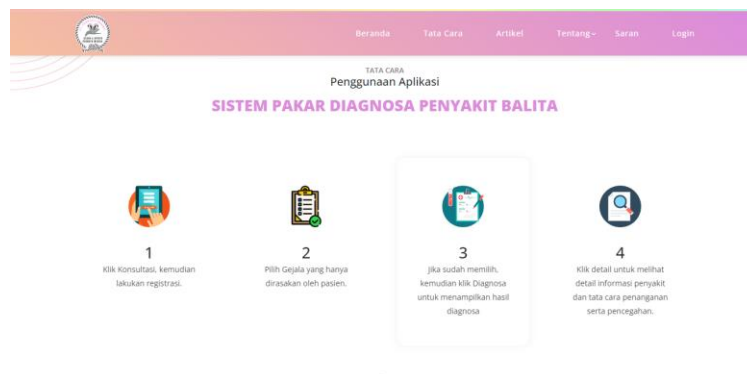 Beranda Tata Cara Artikel Tentang Saran Login
TATA CARA
Penggunaan Aplikasi
SISTEM PAKAR DIAGNOSA PENYAKIT BALITA
1
Klik Konsultasi, kemudian
lakukan registrasi.
2
Pilih Gejala yang hanya
dirasakan oleh pasien.
3
Jika sudah memilih,
kemudian klik Diagnosa
untuk menampilkan hasil
diagnosa
4
Klik detail untuk melihat
detail informasi penyakit
dan tata cara penanganan
serta pencegahan.